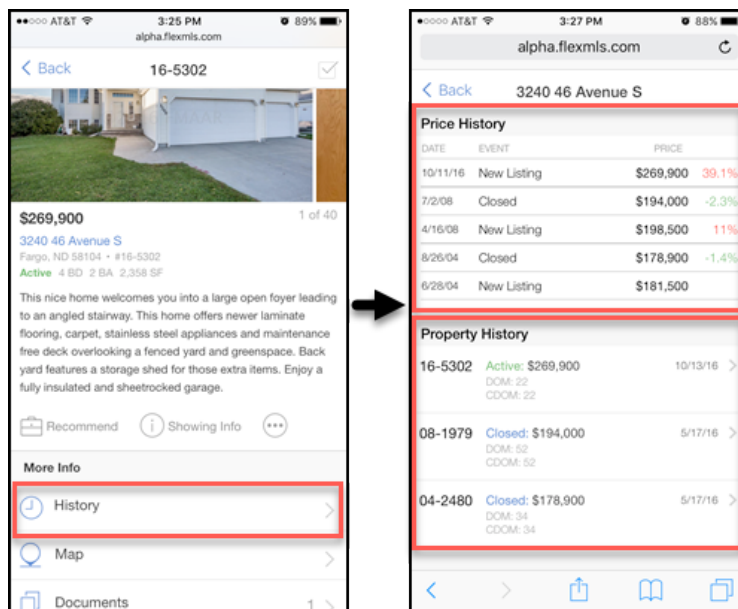 AT&T 3:25 PM 89%
alpha.flexmls.com
Back 16-5302
$269,900 1 of 40
3240 46 Avenue S
Fargo, ND 58104 • #16-5302
Active 4 BD 2 BA 2,358 SF
This nice home welcomes you into a large open foyer leading
to an angled stairway. This home offers newer laminate
flooring, carpet, stainless steel appliances and maintenance
free deck overlooking a fenced yard and greenspace. Back
yard features a storage shed for those extra items. Enjoy a
fully insulated and sheetrocked garage.
Recommend Showing Info
More Info
History
Map
Documents 1
AT&T 3:27 PM 88%
alpha.flexmls.com
Back 3240 46 Avenue S
Price History
DATE EVENT PRICE
10/11/16 New Listing $269,900 39.1%
7/2/08 Closed $194,000 -2.3%
4/16/08 New Listing $198,500 11%
8/26/04 Closed $178,900 -1.4%
6/28/04 New Listing $181,500
Property History
16-5302 Active: $269,900 10/13/16
DOM: 22
CDOM: 22
08-1979 Closed: $194,000 5/17/16
DOM: 52
CDOM: 52
04-2480 Closed: $178,900 5/17/16
DOM: 34
CDOM: 34